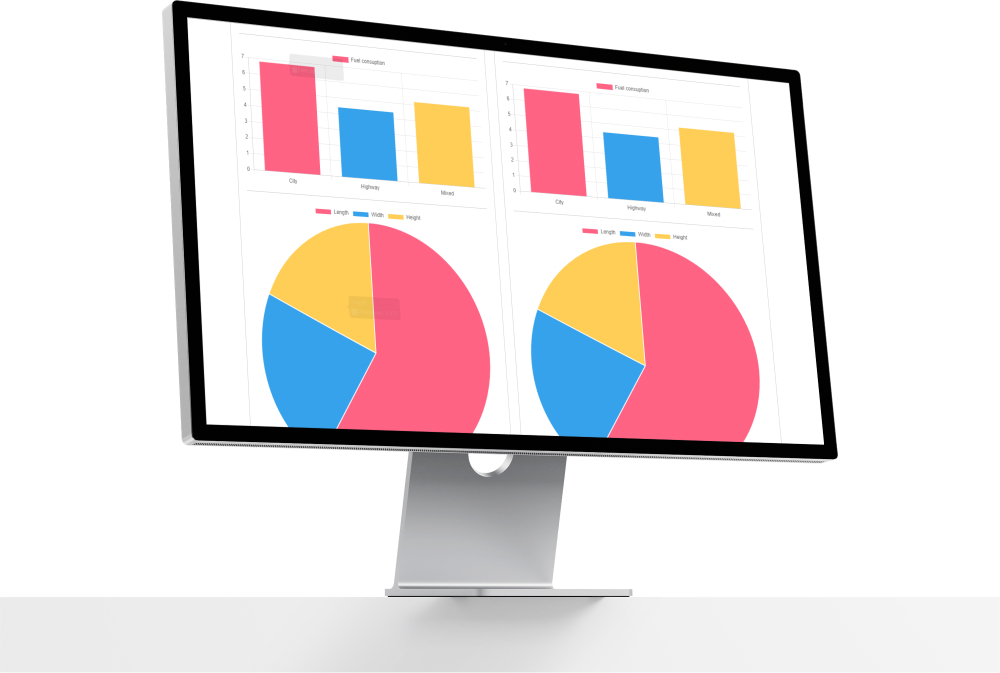 Fuel consuption
7
6
5
4
3
2
1
0
City
Highway
Mixed
Length Width Height
Fuel consuption
7
6
5
4
3
2
1
0
City
Highway
Mixed
Length Width Height